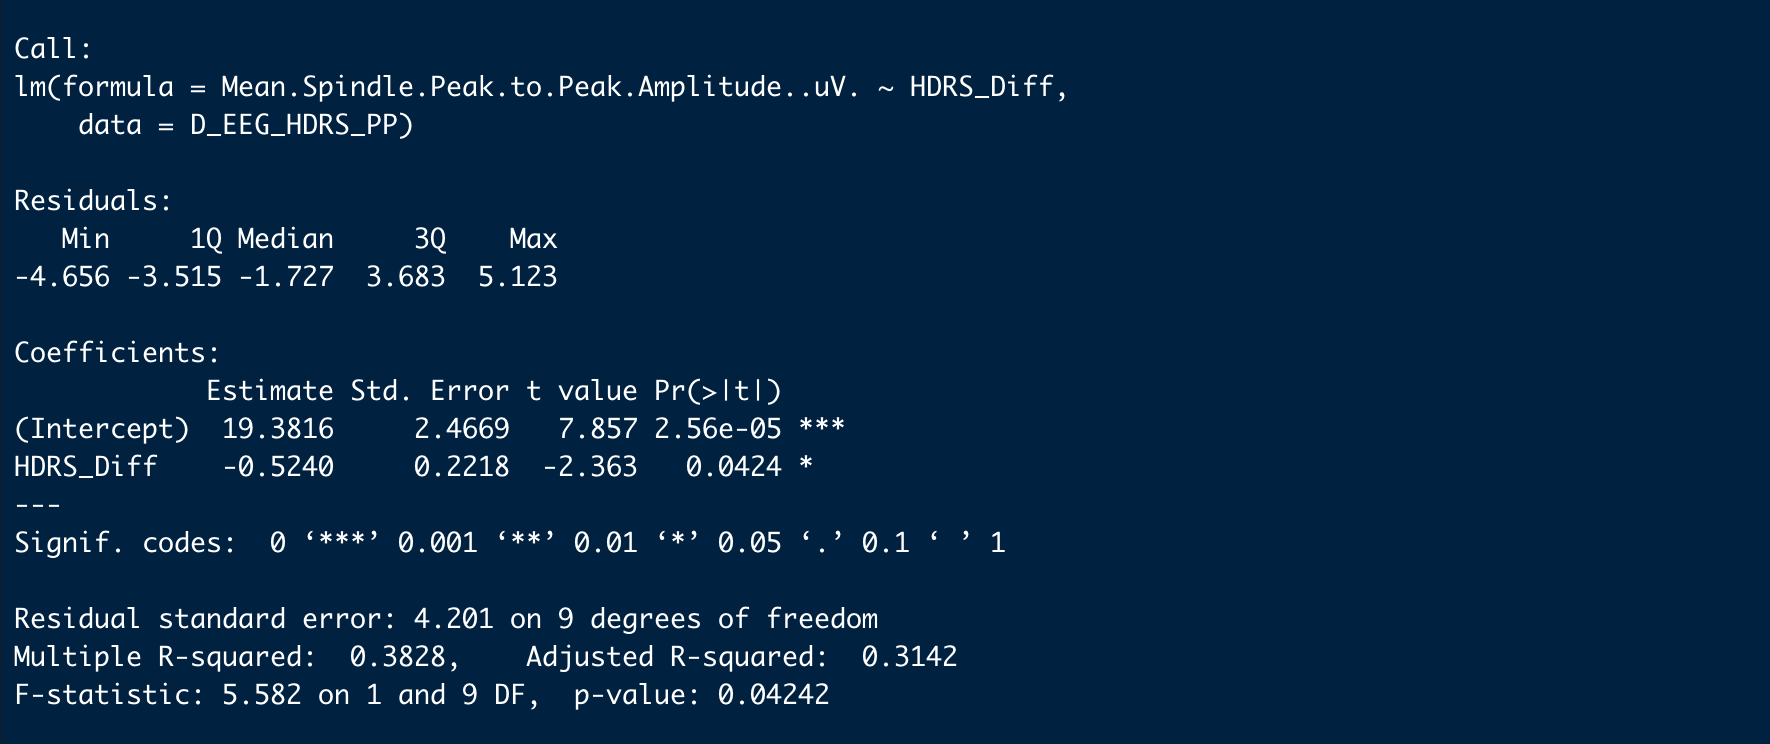 Call:
lm(formula = Mean.Spindle.Peak.to.Peak.Amplitude..uV. ~ HDRS_Diff,
    data = D_EEG_HDRS_PP)

Residuals:
   Min     1Q Median     3Q    Max
-4.656 -3.515 -1.727  3.683  5.123

Coefficients:
            Estimate Std. Error t value Pr(>|t|)
(Intercept)  19.3816     2.4669   7.857 2.56e-05 ***
HDRS_Diff    -0.5240     0.2218  -2.363   0.0424 *
---
Signif. codes:  0 ‘***’ 0.001 ‘**’ 0.01 ‘*’ 0.05 ‘.’ 0.1 ‘ ’ 1

Residual standard error: 4.201 on 9 degrees of freedom
Multiple R-squared:  0.3828,    Adjusted R-squared:  0.3142
F-statistic: 5.582 on 1 and 9 DF,  p-value: 0.04242